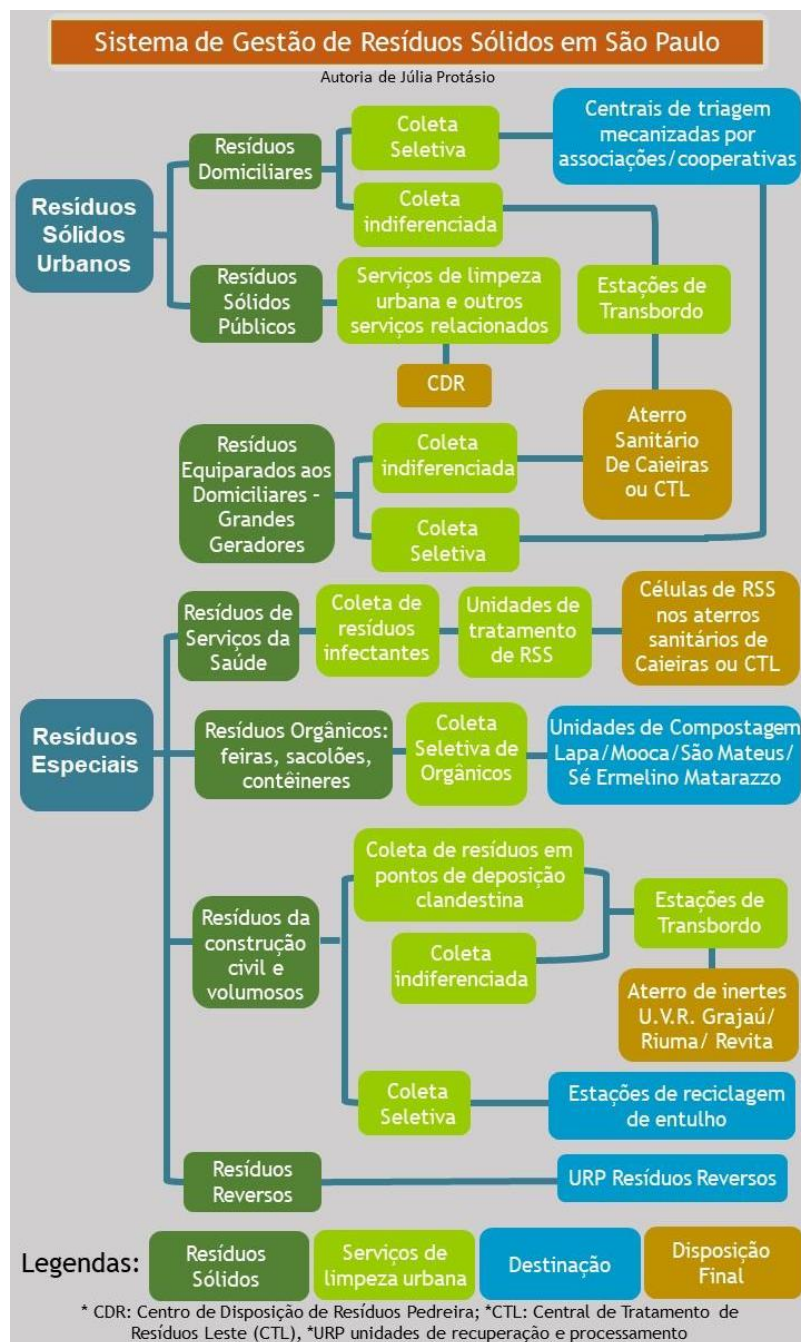 Sistema de Gestão de Resíduos Sólidos em São Paulo
Autoria de Júlia Protásio
Resíduos
Sólidos
Urbanos
Resíduos
Domiciliares
Coleta
Seletiva
Centrais de triagem
mecanizadas por
associações/cooperativas
Coleta
indiferenciada
Resíduos
Sólidos
Públicos
Serviços de limpeza
urbana e outros
serviços relacionados
Estações de
Transbordo
CDR
Aterro
Sanitário
De Caieiras
ou CTL
Resíduos
Equiparados aos
Domiciliares –
Grandes
Geradores
Coleta
indiferenciada
Coleta
Seletiva
Resíduos
Especiais
Resíduos de
Serviços da
Saúde
Coleta de
resíduos
infectantes
Unidades de
tratamento
de RSS
Células de RSS
nos aterros
sanitários de
Caieiras ou CTL
Resíduos Orgânicos:
feiras, sacolões,
contêineres
Coleta
Seletiva de
Orgânicos
Unidades de Compostagem
Lapa/Mooca/São Mateus/
Sé Ermelino Matarazzo
Resíduos da
construção
civil e
volumosos
Coleta de resíduos em
pontos de deposição
clandestina
Coleta
indiferenciada
Estações de
Transbordo
Aterro de inertes
U.V.R. Grajaú/
Riuma/ Revita
Coleta
Seletiva
Estações de reciclagem
de entulho
Resíduos
Reversos
URP Resíduos Reversos
Legendas:
Resíduos
Sólidos
Serviços de
limpeza urbana
Destinação
Disposição
Final
* CDR: Centro de Disposição de Resíduos Pedreira; *CTL: Central de Tratamento de
Resíduos Leste (CTL), *URP unidades de recuperação e processamento